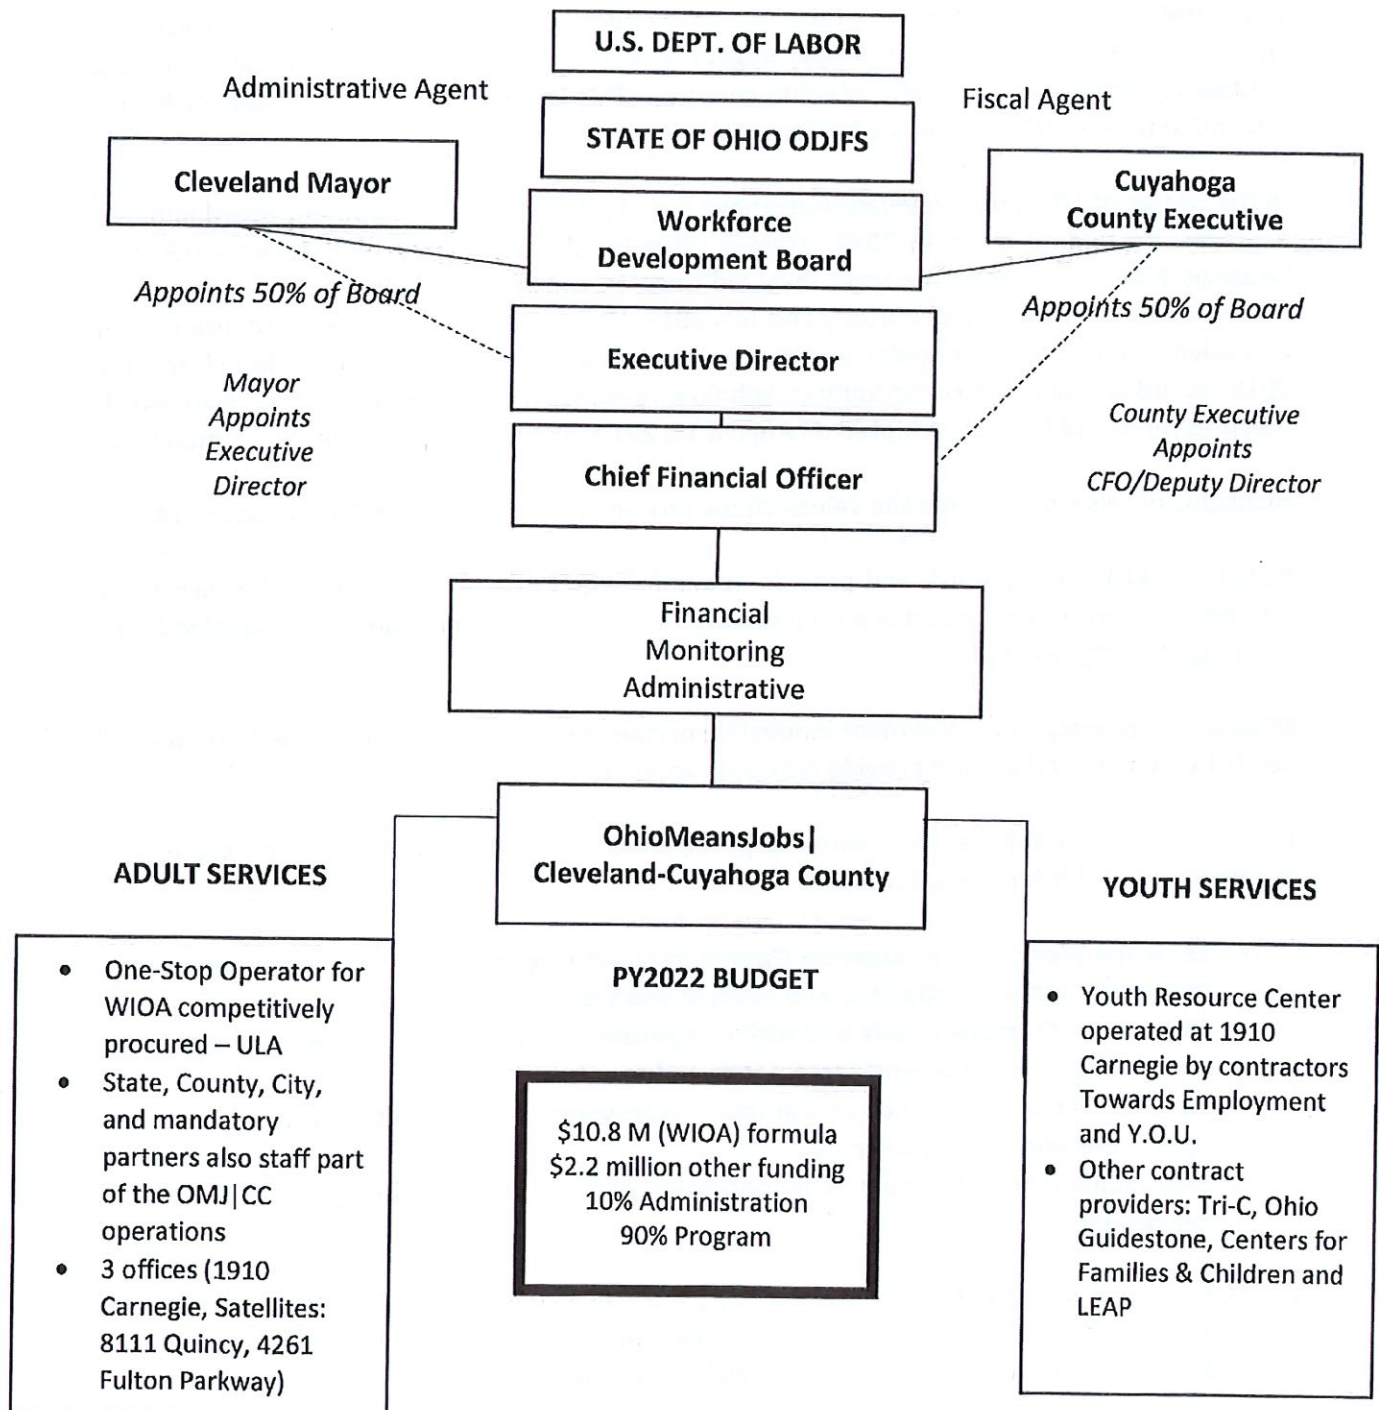 U.S. DEPT. OF LABOR
Administrative Agent
Fiscal Agent
STATE OF OHIO ODJFS
Cleveland Mayor
Cuyahoga
County Executive
Workforce
Development Board
Appoints 50% of Board
Appoints 50% of Board
Executive Director
Mayor
Appoints
Executive
Director
County Executive
Appoints
CFO/Deputy Director
Chief Financial Officer
Financial
Monitoring
Administrative
OhioMeansJobs|
Cleveland-Cuyahoga County
ADULT SERVICES
• One-Stop Operator for
WIOA competitively
procured – ULA
• State, County, City,
and mandatory
partners also staff part
of the OMJ|CC
operations
• 3 offices (1910
Carnegie, Satellites:
8111 Quincy, 4261
Fulton Parkway)
PY2022 BUDGET
$10.8 M (WIOA) formula
$2.2 million other funding
10% Administration
90% Program
YOUTH SERVICES
• Youth Resource Center
operated at 1910
Carnegie by contractors
Towards Employment
and Y.O.U.
• Other contract
providers: Tri-C, Ohio
Guidestone, Centers for
Families & Children and
LEAP